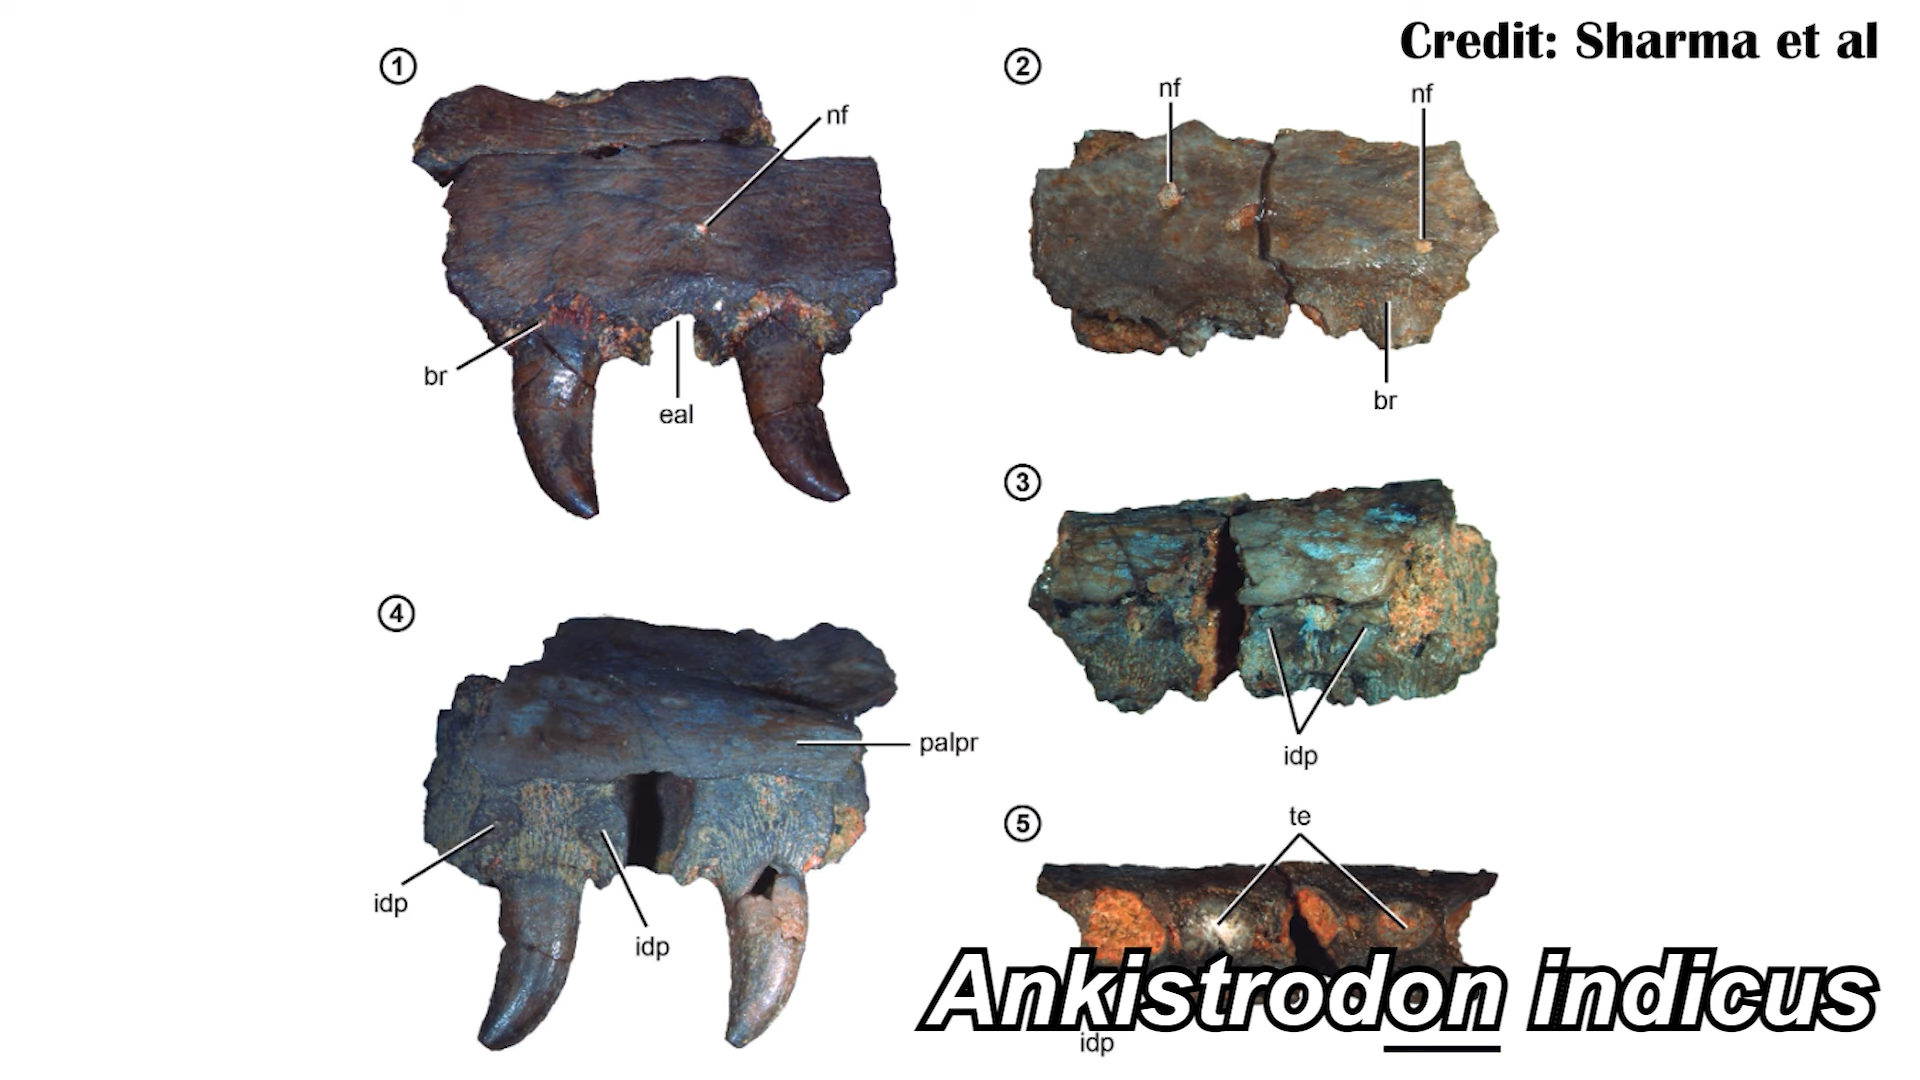 Credit: Sharma et al
1
2
nf
nf
nf
br
eal
br
3
idp
4
palpr
idp
idp
5
te
idp
Ankistrodon indicus